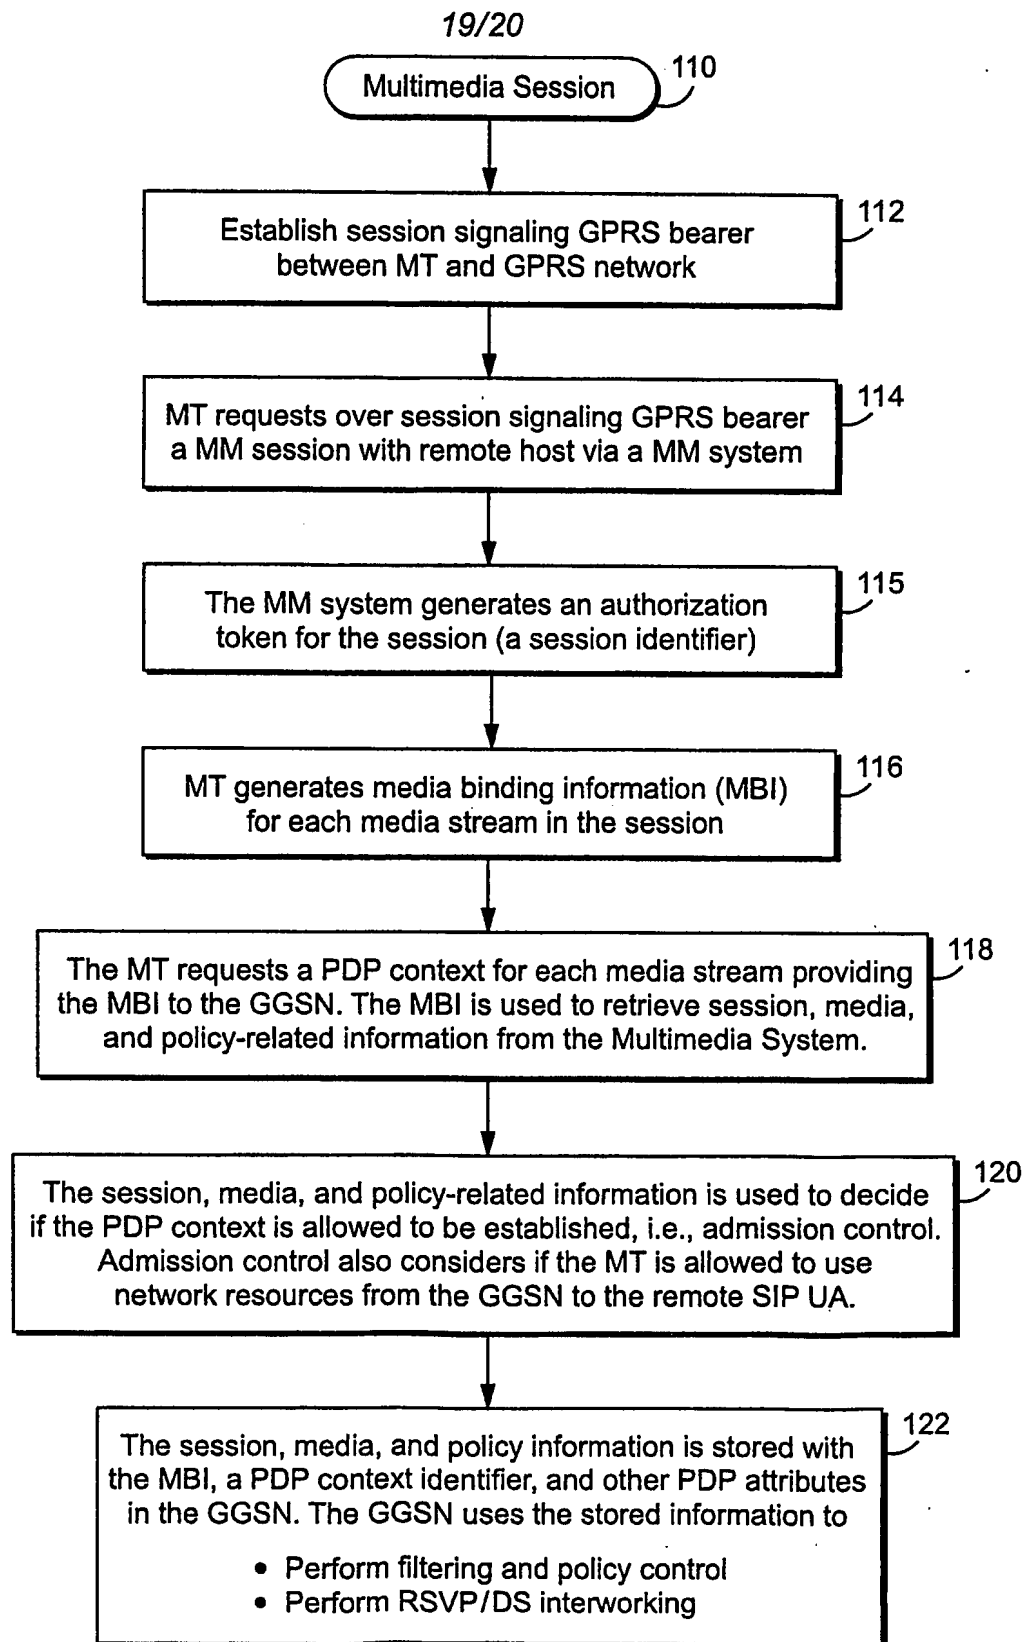 19/20
Multimedia Session
110
112
Establish session signaling GPRS bearer
between MT and GPRS network
114
MT requests over session signaling GPRS bearer
a MM session with remote host via a MM system
115
The MM system generates an authorization
token for the session (a session identifier)
116
MT generates media binding information (MBI)
for each media stream in the session
118
The MT requests a PDP context for each media stream providing
the MBI to the GGSN. The MBI is used to retrieve session, media,
and policy-related information from the Multimedia System.
120
The session, media, and policy-related information is used to decide
if the PDP context is allowed to be established, i.e., admission control.
Admission control also considers if the MT is allowed to use
network resources from the GGSN to the remote SIP UA.
122
The session, media, and policy information is stored with
the MBI, a PDP context identifier, and other PDP attributes
in the GGSN. The GGSN uses the stored information to
• Perform filtering and policy control
• Perform RSVP/DS interworking